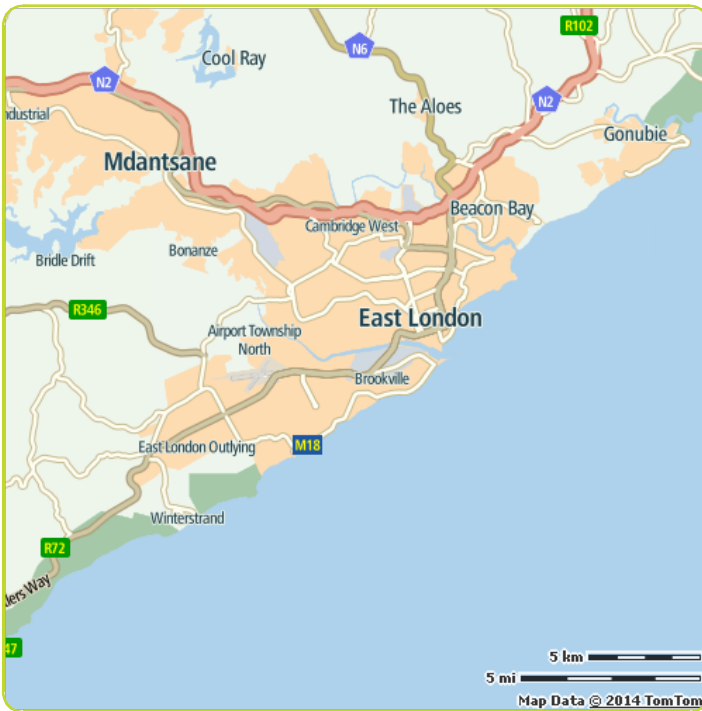 R102
N6
Cool Ray
N2
N2
The Aloes
ndustrial
Gonubie
Mdantsane
Beacon Bay
Cambridge West
Bonanze
Bridle Drift
R346
East London
Airport Township
North
Brookville
East London Outlying
M18
Winterstrand
R72
lers Way
47
5 km
5 mi
Map Data © 2014 TomTom